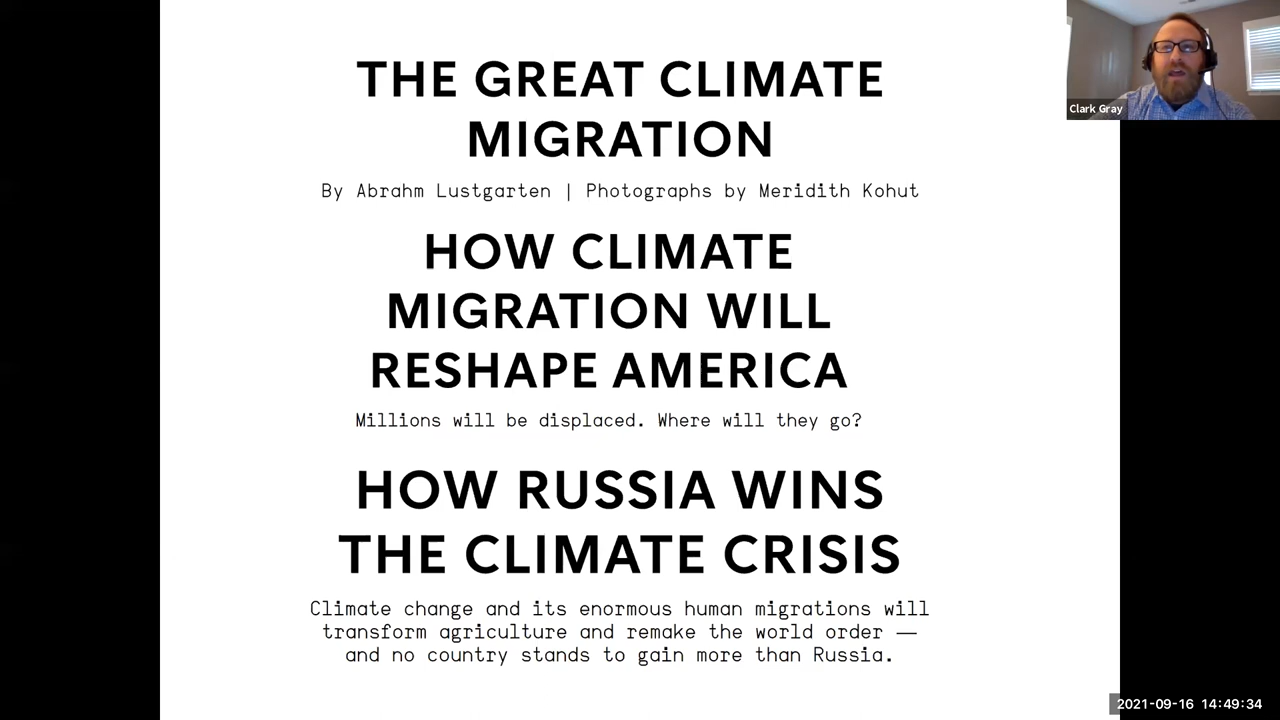 THE GREAT CLIMATE
MIGRATION
By Abrahm Lustgarten | Photographs by Meridith Kohut
HOW CLIMATE
MIGRATION WILL
RESHAPE AMERICA
Millions will be displaced. Where will they go?
HOW RUSSIA WINS
THE CLIMATE CRISIS
Climate change and its enormous human migrations will
transform agriculture and remake the world order —
and no country stands to gain more than Russia.
Clark Gray
2021-09-16 14:49:34